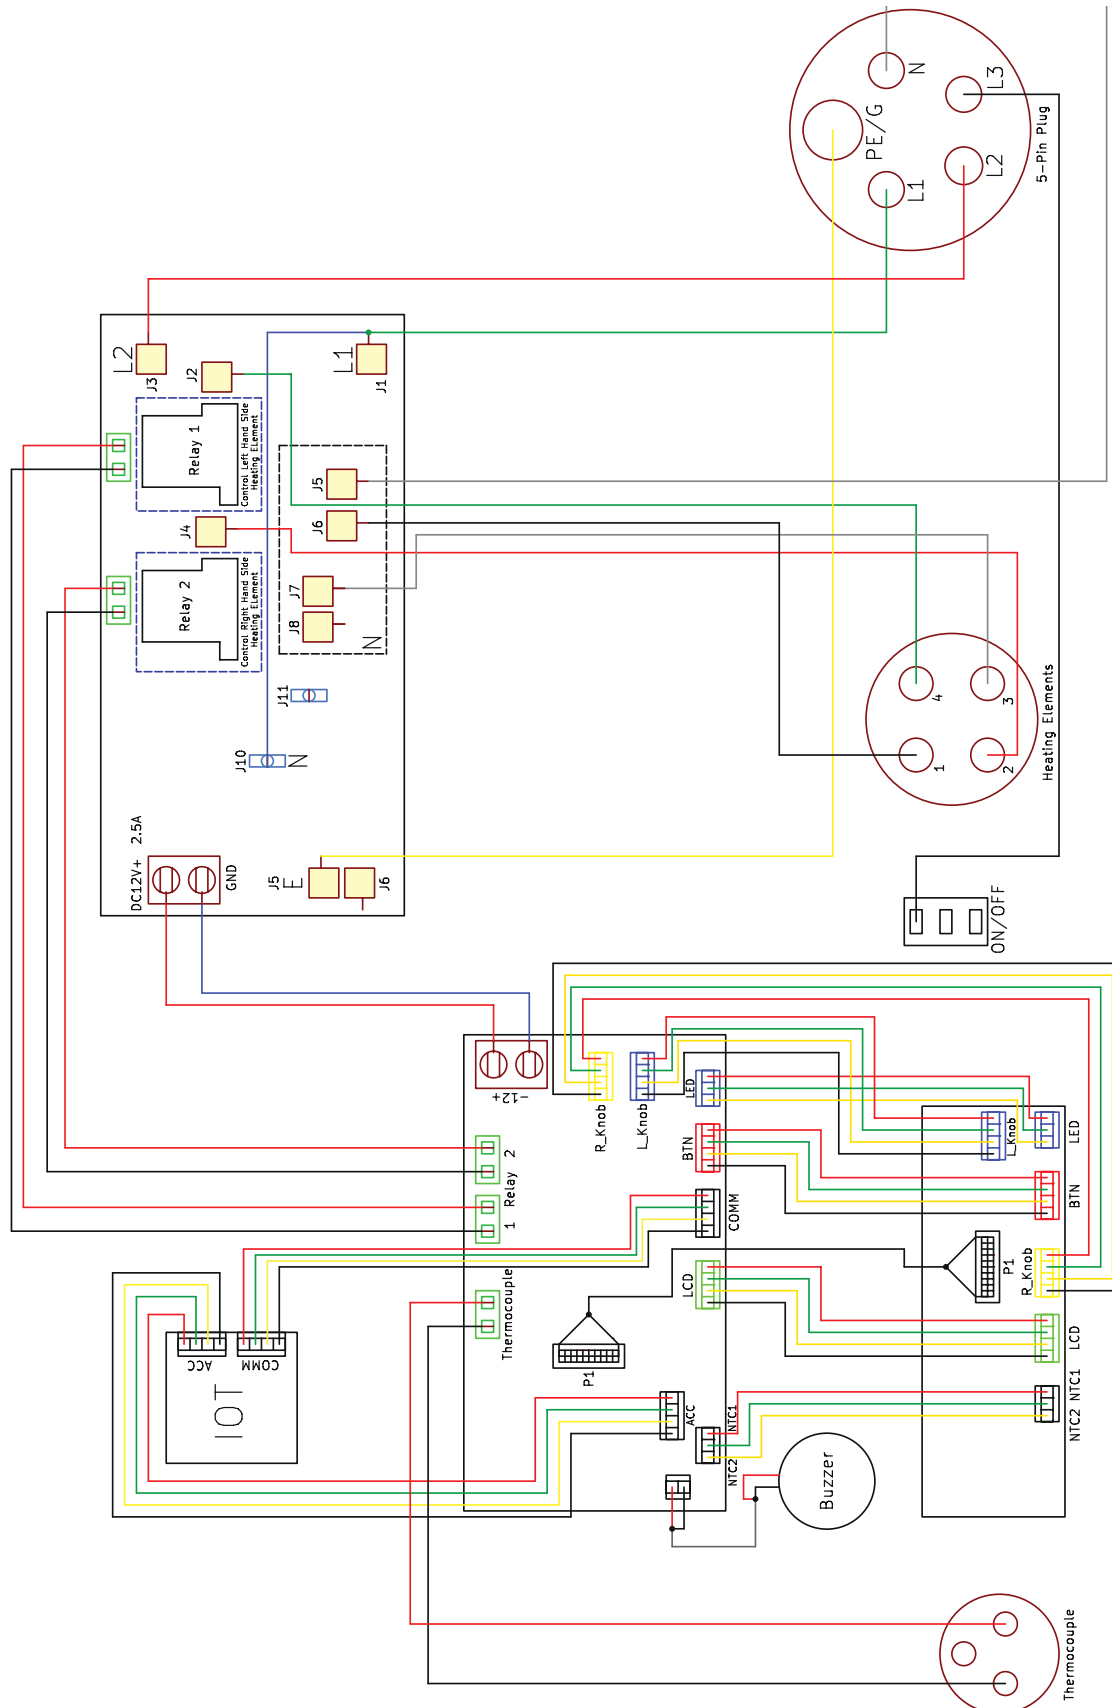 N
L3
PE/G
L1
L2
5-Pin Plug
L2
J3
J2
L1
J1
Relay 1
Control Left Hand Side
Heating ELement
J5
J4
J6
Relay 2
Control Right Hand Side
Heating ELement
J7
J8
N
J11
J10
N
4
3
1
2
Heating Elements
DC12V+ 2.5A
GND
J5
E
J6
ON/OFF
-12+
R_Knob
L_Knob
LED
BTN
COMM
LCD
Relay
2
1
Thermocouple
P1
ACC
NTC1
NTC2
L_Knob
LED
BTN
P1
R_Knob
LCD
NTC2 NTC1
ACC
COMM
IOT
Buzzer
Thermocouple